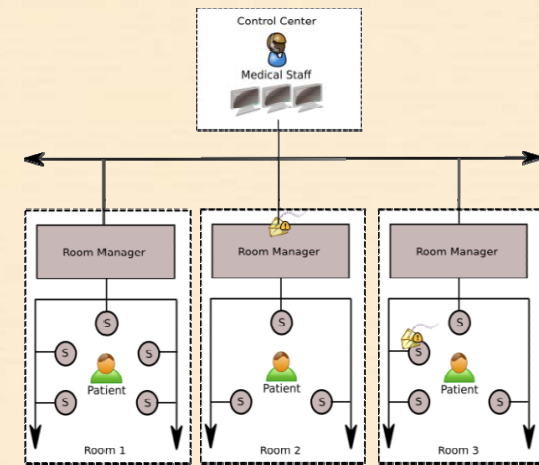 Control Center
Medical Staff
Room Manager
Room Manager
Room Manager
S
S
S
S
S
Patient
Room 1
S
S
S
Patient
Room 2
S
S
S
S
Patient
Room 3